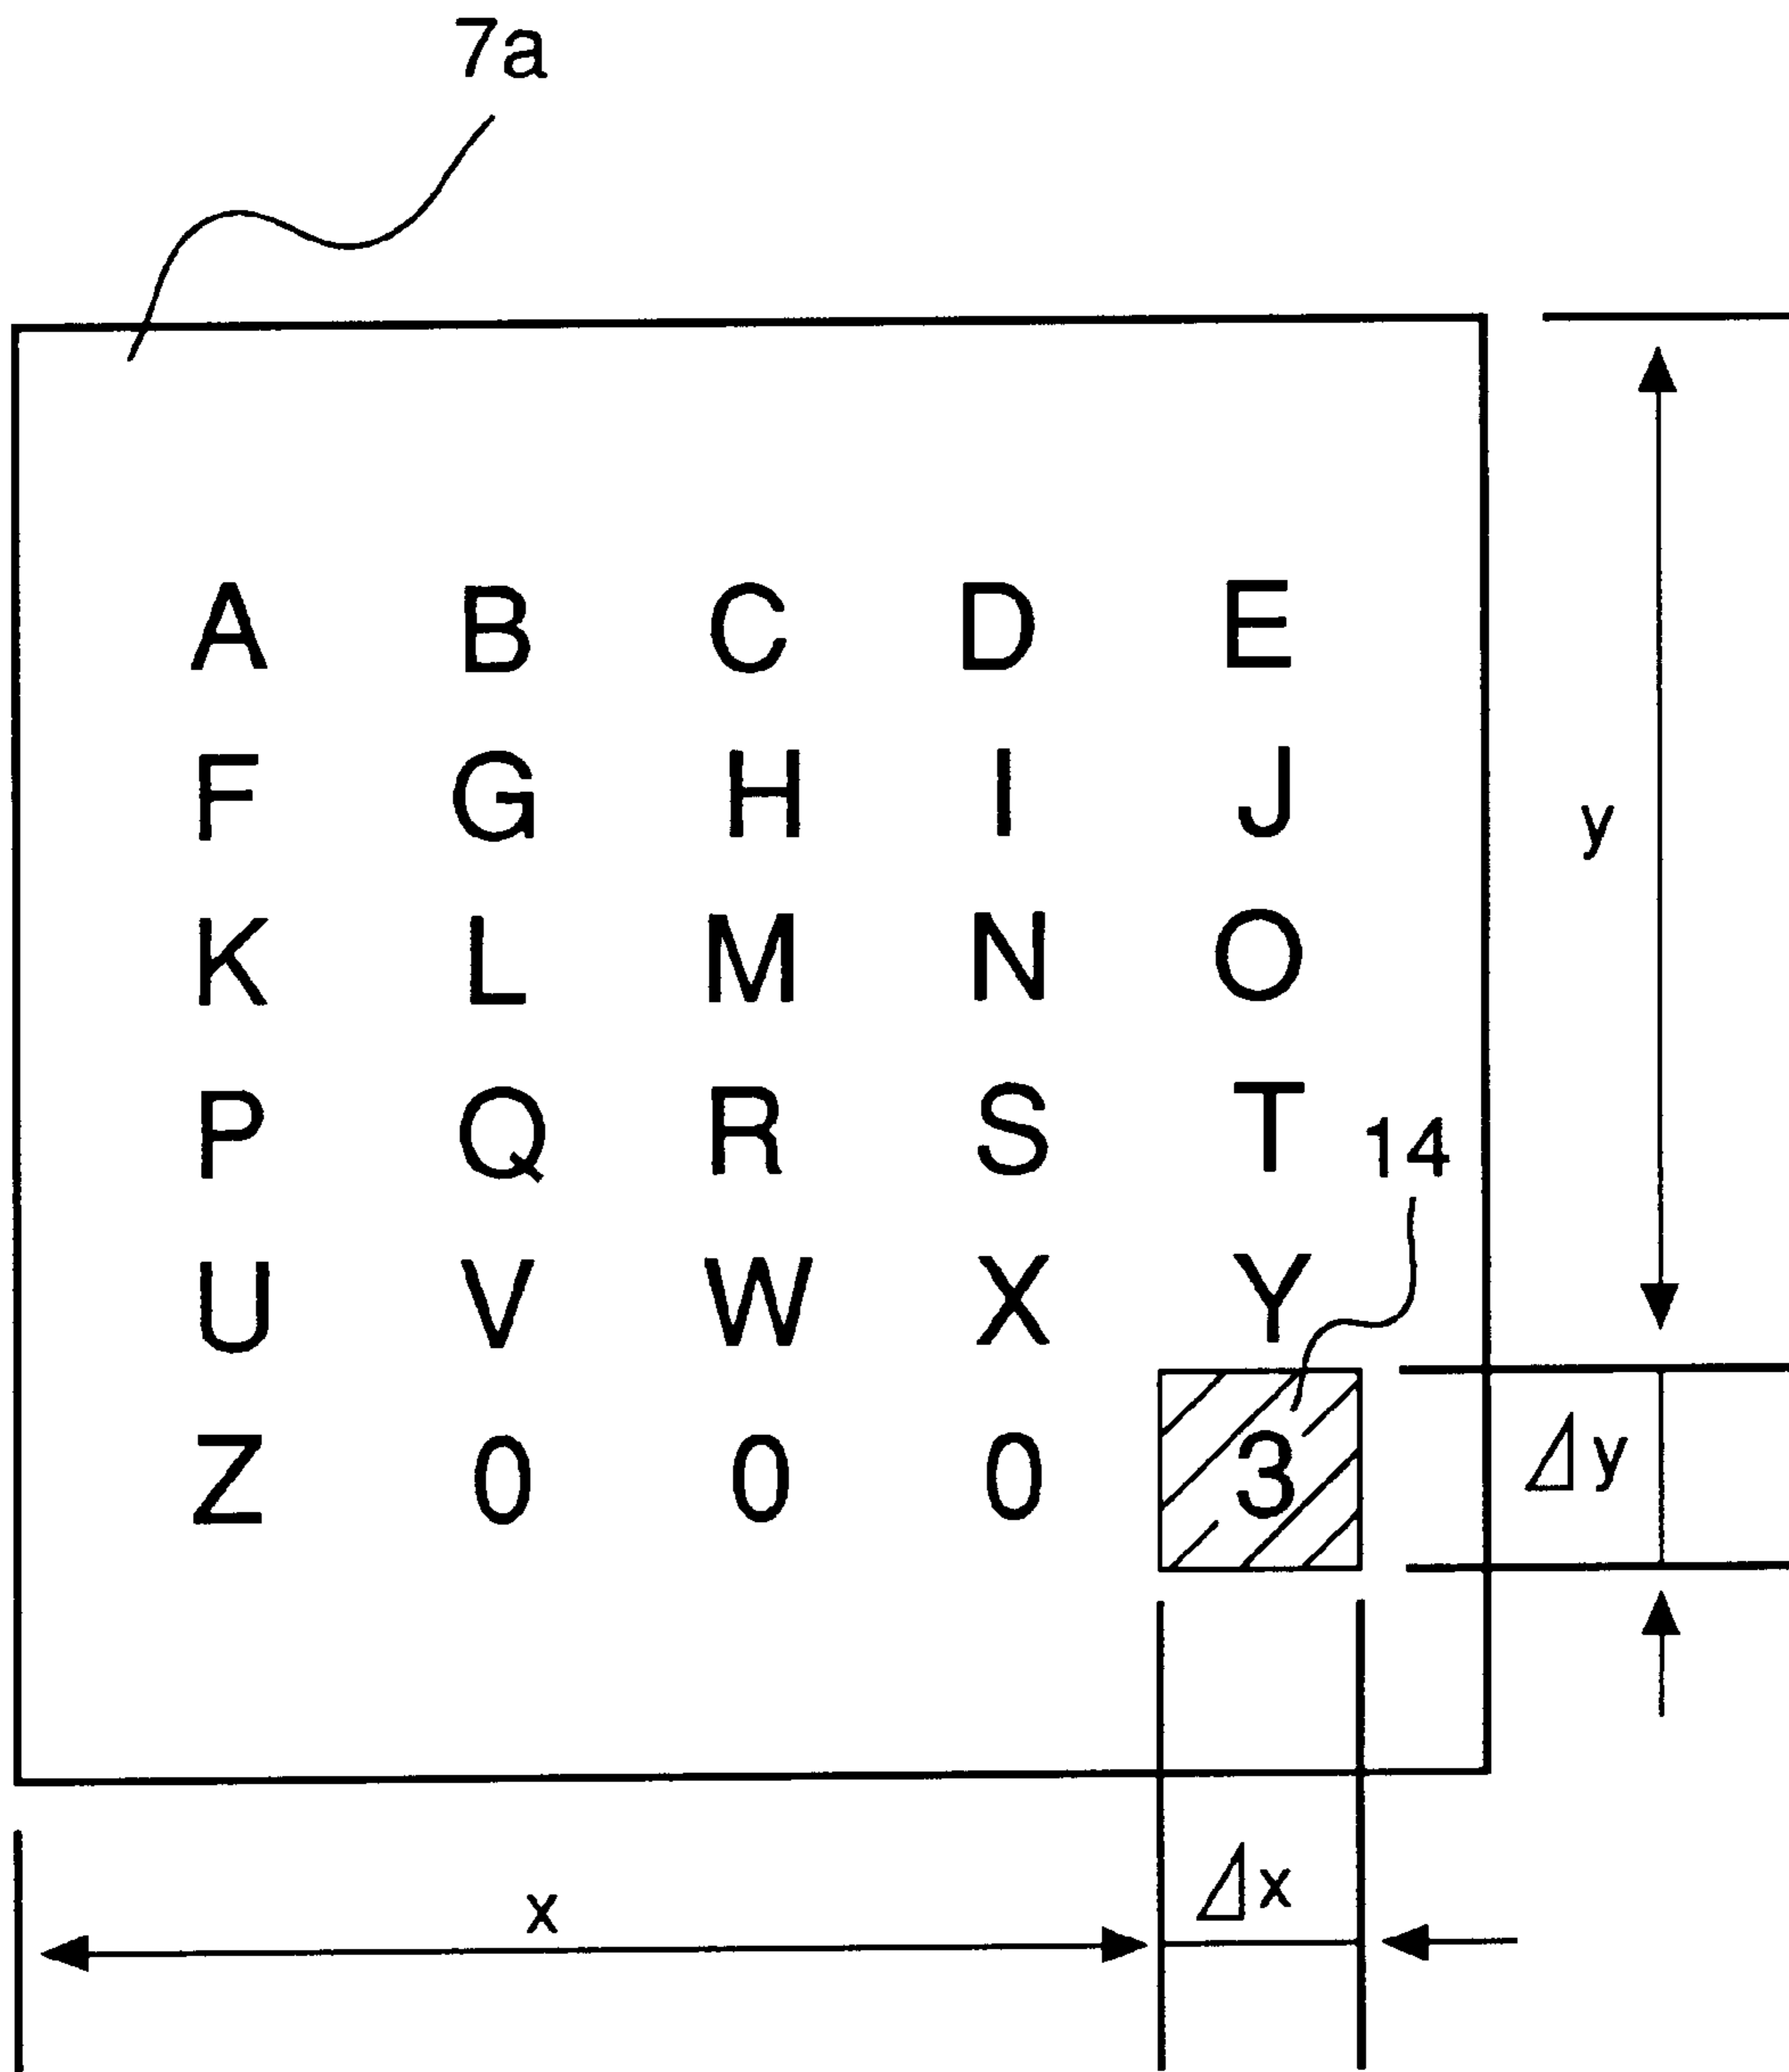 7a
A B C D E
F G H I J
y
K L M N O
P Q R S T
14
U V W X Y
Z 0 0 0 3
Δy
Δx
x